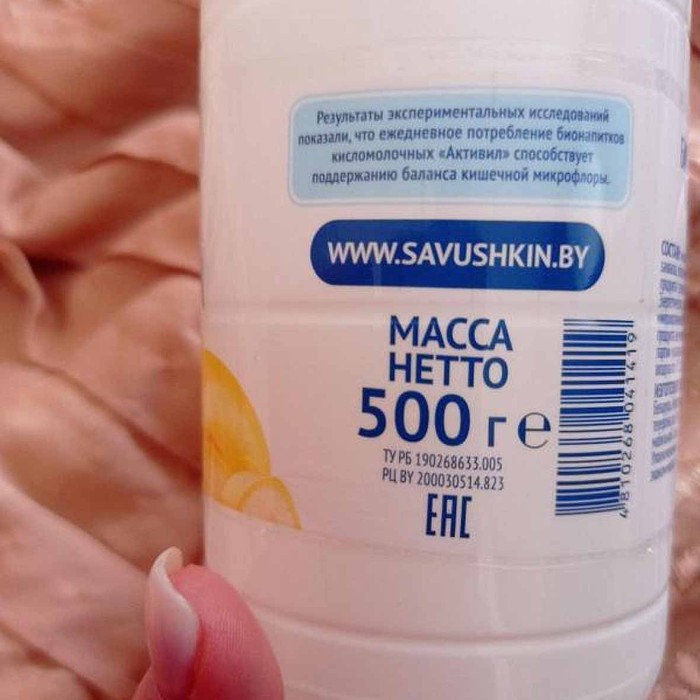 Результаты экспериментальных исследований
показали, что ежедневное потребление бионапитков
кисломолочных «Активил» способствует
поддержанию баланса кишечной микрофлоры.
WWW.SAVUSHKIN.BY
МАССА
НЕТТО
500 г е
ТУ РБ 190268633.005
РЦ BY 200030514.823
ЕАС
4810268041419